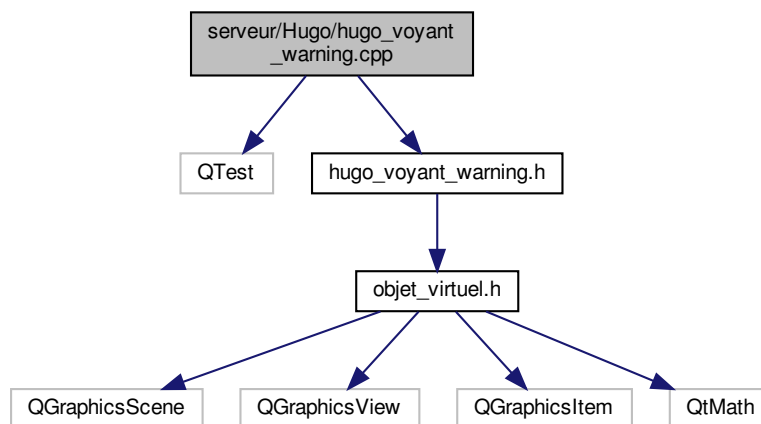 serveur/Hugo/hugo_voyant
_warning.cpp
QTest
hugo_voyant_warning.h
objet_virtuel.h
QGraphicsScene
QGraphicsView
QGraphicsItem
QtMath